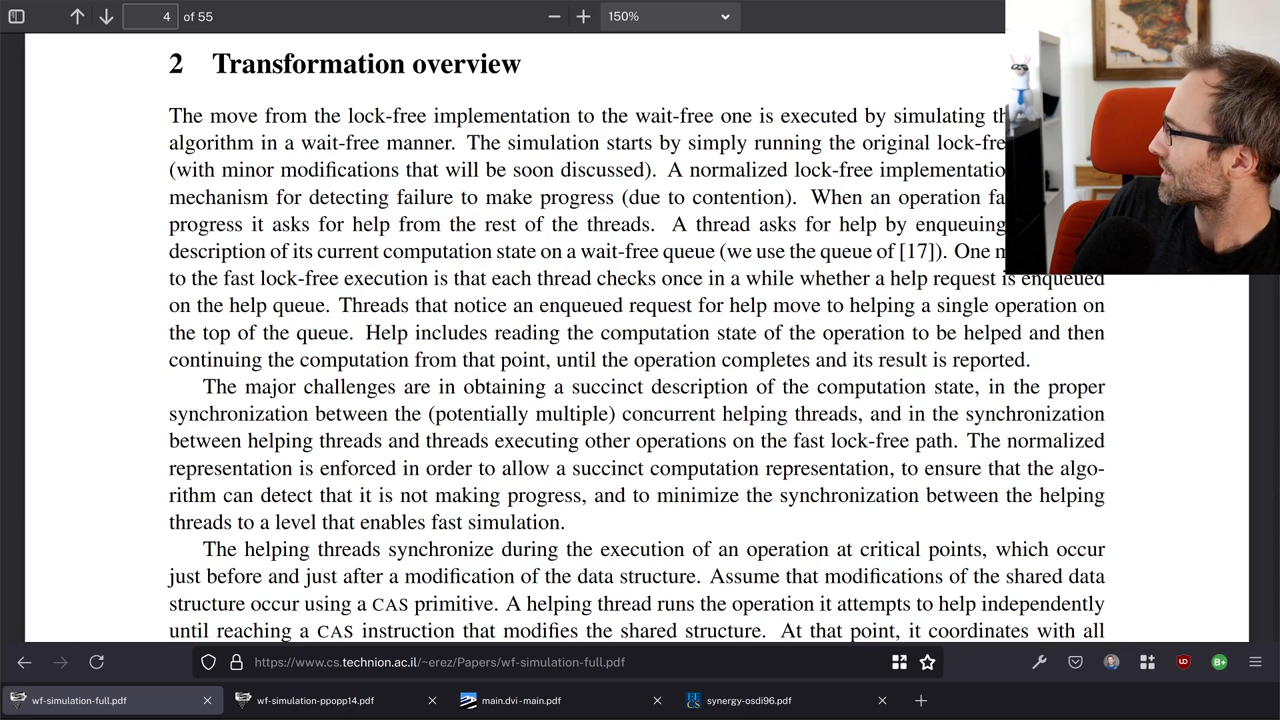 4 of 55
150%
2 Transformation overview
The move from the lock-free implementation to the wait-free one is executed by simulating
algorithm in a wait-free manner. The simulation starts by simply running the original
(with minor modifications that will be soon discussed). A normalized lock-free
mechanism for detecting failure to make progress (due to contention). When an operation
progress it asks for help from the rest of the threads. A thread asks for help by enqueuing
description of its current computation state on a wait-free queue (we use the queue of [17]). One
to the fast lock-free execution is that each thread checks once in a while whether a help request is enqueued
on the help queue. Threads that notice an enqueued request for help move to helping a single operation on
the top of the queue. Help includes reading the computation state of the operation to be helped and then
continuing the computation from that point, until the operation completes and its result is reported.
The major challenges are in obtaining a succinct description of the computation state, in the proper
synchronization between the (potentially multiple) concurrent helping threads, and in the synchronization
between helping threads and threads executing other operations on the fast lock-free path. The normalized
representation is enforced in order to allow a succinct computation representation, to ensure that the algo-
rithm can detect that it is not making progress, and to minimize the synchronization between the helping
threads to a level that enables fast simulation.
The helping threads synchronize during the execution of an operation at critical points, which occur
just before and just after a modification of the data structure. Assume that modifications of the shared data
structure occur using a CAS primitive. A helping thread runs the operation it attempts to help independently
until reaching a CAS instruction that modifies the shared structure. At that point, it coordinates with all
https://www.cs.technion.ac.il/~erez/Papers/wf-simulation-full.pdf
wf-simulation-full.pdf
wf-simulation-ppopp14.pdf
main.dvi - main.pdf
synergy-osdi96.pdf